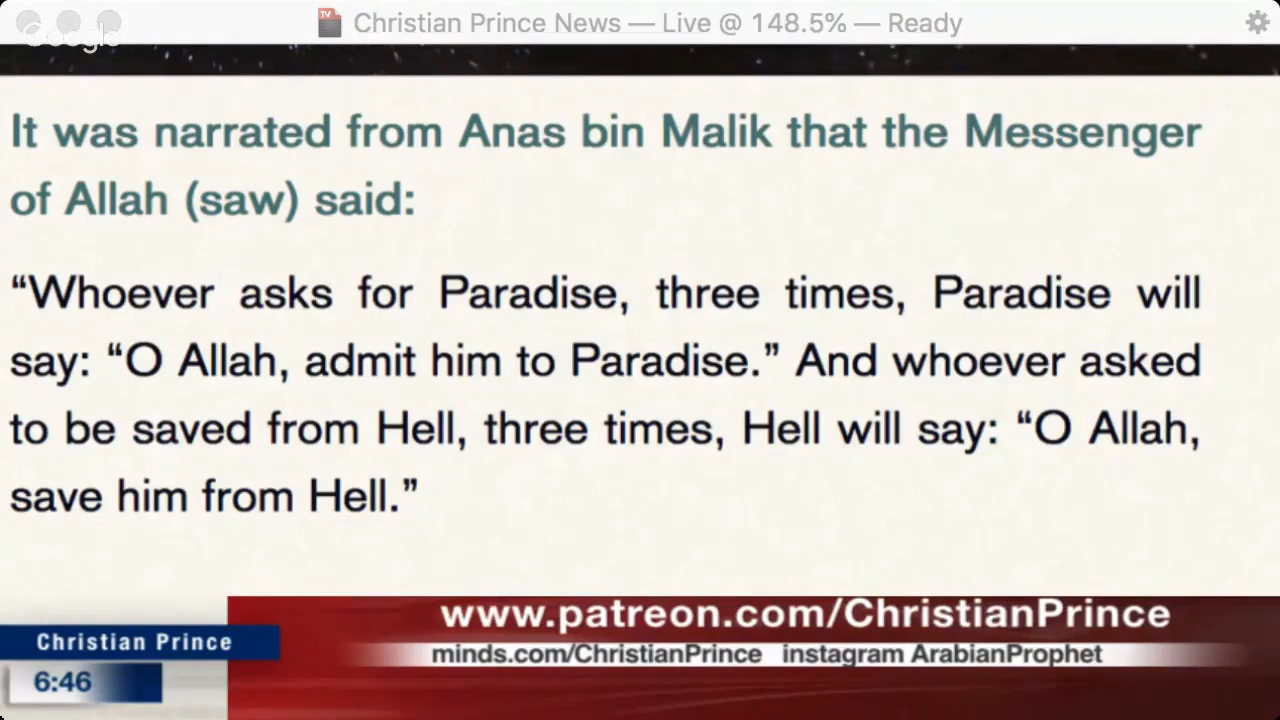 Christian Prince News — Live @ 148.5% — Ready
Google
It was narrated from Anas bin Malik that the Messenger
of Allah (saw) said:
“Whoever asks for Paradise, three times, Paradise will
say: “O Allah, admit him to Paradise.” And whoever asked
to be saved from Hell, three times, Hell will say: “O Allah,
save him from Hell.”
www.patreon.com/ChristianPrince
Christian Prince
minds.com/ChristianPrince instagram ArabianProphet
6:46